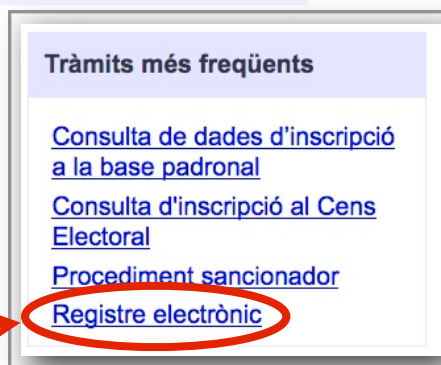 Tràmits més freqüents
Consulta de dades d’inscripció
a la base padronal
Consulta d'inscripció al Cens
Electoral
Procediment sancionador
Registre electrònic